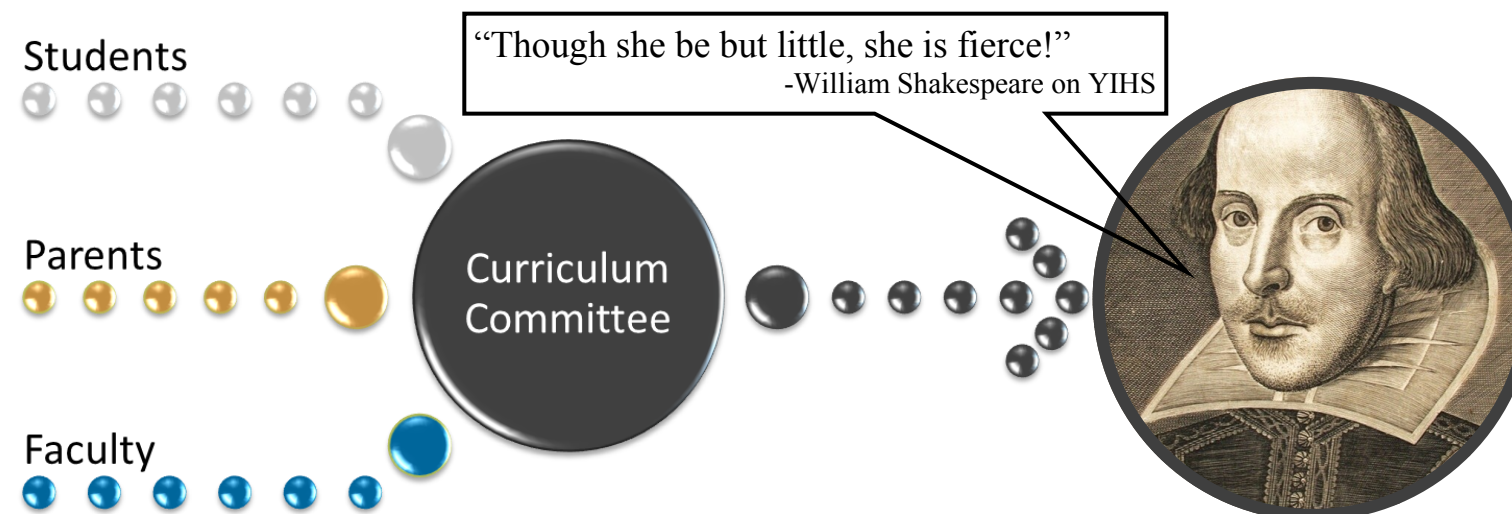 Students
“Though she be but little, she is fierce!”
-William Shakespeare on YIHS
Parents
Curriculum
Committee
Faculty